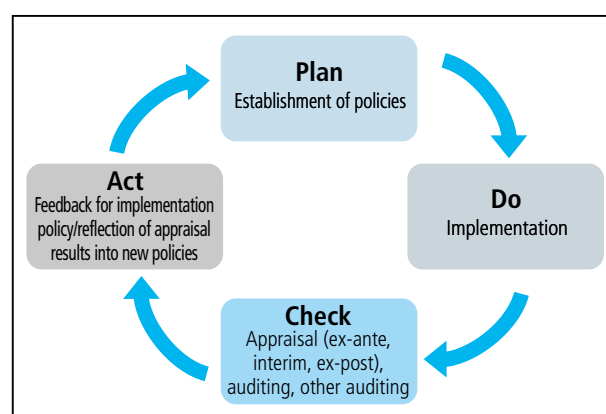 Plan
Establishment of policies
Do
Implementation
Check
Appraisal (ex-ante,
interim, ex-post),
auditing, other auditing
Act
Feedback for implementation
policy/reflection of appraisal
results into new policies